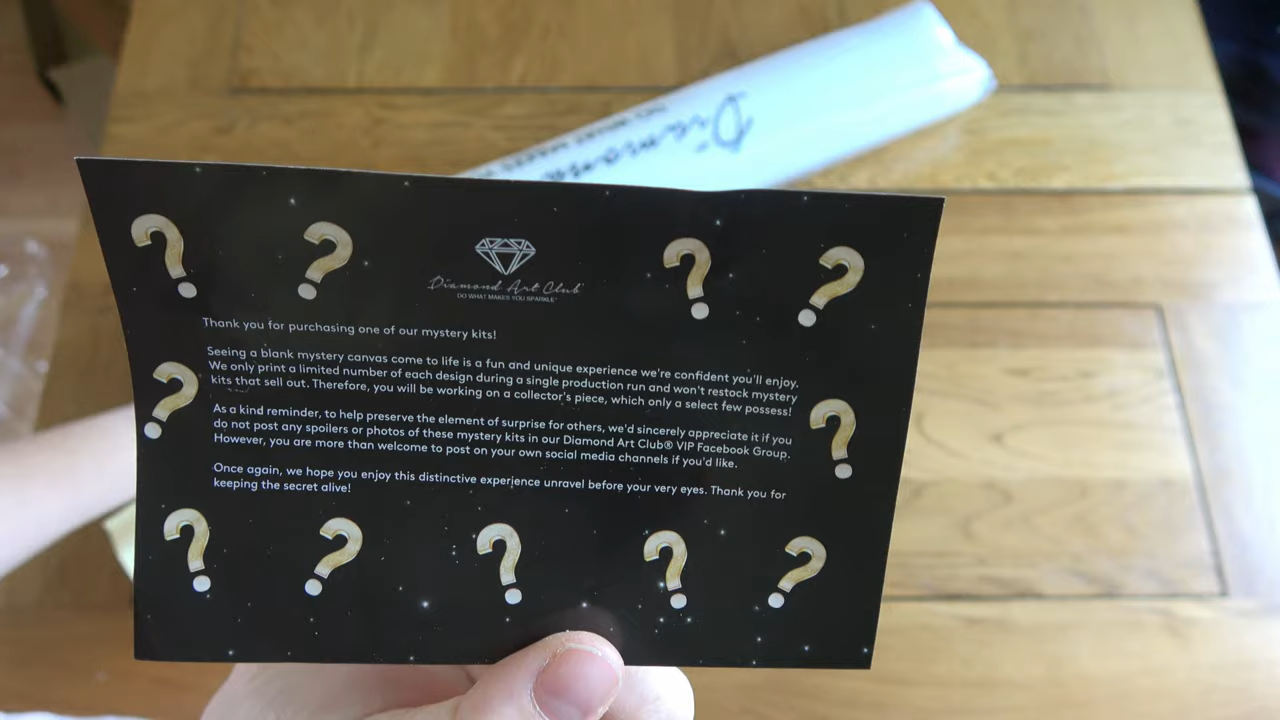 Diamond
Diamond Art Club
DO WHAT MAKES YOU SPARKLE
Thank you for purchasing one of our mystery kits!
Seeing a blank mystery canvas come to life is a fun and unique experience we're confident you'll enjoy.
We only print a limited number of each design during a single production run and won't restock mystery
kits that sell out. Therefore, you will be working on a collector's piece, which only a select few possess!
As a kind reminder, to help preserve the element of surprise for others, we'd sincerely appreciate it if you
do not post any spoilers or photos of these mystery kits in our Diamond Art Club® VIP Facebook Group.
However, you are more than welcome to post on your own social media channels if you'd like.
Once again, we hope you enjoy this distinctive experience unravel before your very eyes. Thank you for
keeping the secret alive!